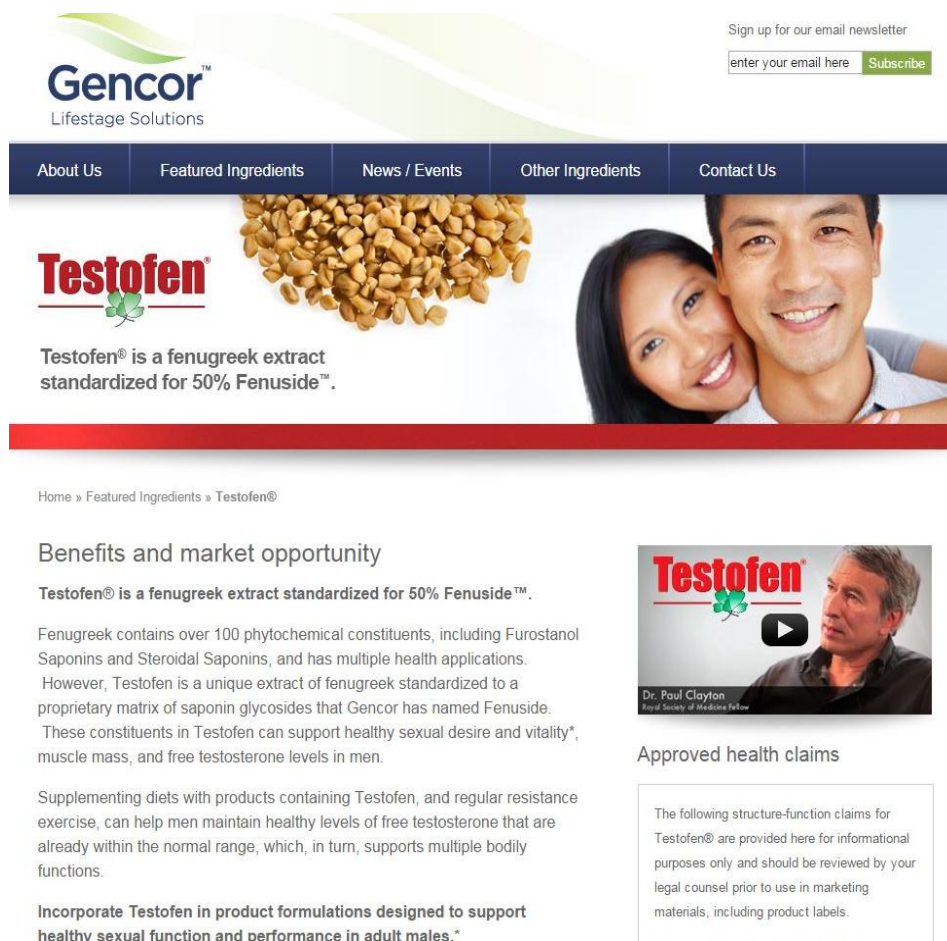 Gencor™
Lifestage Solutions
Sign up for our email newsletter
enter your email here Subscribe
About Us Featured Ingredients News / Events Other Ingredients Contact Us
Testofen®
Testofen® is a fenugreek extract
standardized for 50% Fenuside™.
Home » Featured Ingredients » Testofen®
Benefits and market opportunity
Testofen® is a fenugreek extract standardized for 50% Fenuside™.
Fenugreek contains over 100 phytochemical constituents, including Furostanol
Saponins and Steroidal Saponins, and has multiple health applications.
However, Testofen is a unique extract of fenugreek standardized to a
proprietary matrix of saponin glycosides that Gencor has named Fenuside.
These constituents in Testofen can support healthy sexual desire and vitality*,
muscle mass, and free testosterone levels in men.
Supplementing diets with products containing Testofen, and regular resistance
exercise, can help men maintain healthy levels of free testosterone that are
already within the normal range, which, in turn, supports multiple bodily
functions.
Incorporate Testofen in product formulations designed to support
healthy sexual function and performance in adult males.*
Testofen®
Dr. Paul Clayton
Royal Society of Medicine Fellow
Approved health claims
The following structure-function claims for
Testofen® are provided here for informational
purposes only and should be reviewed by your
legal counsel prior to use in marketing
materials, including product labels.